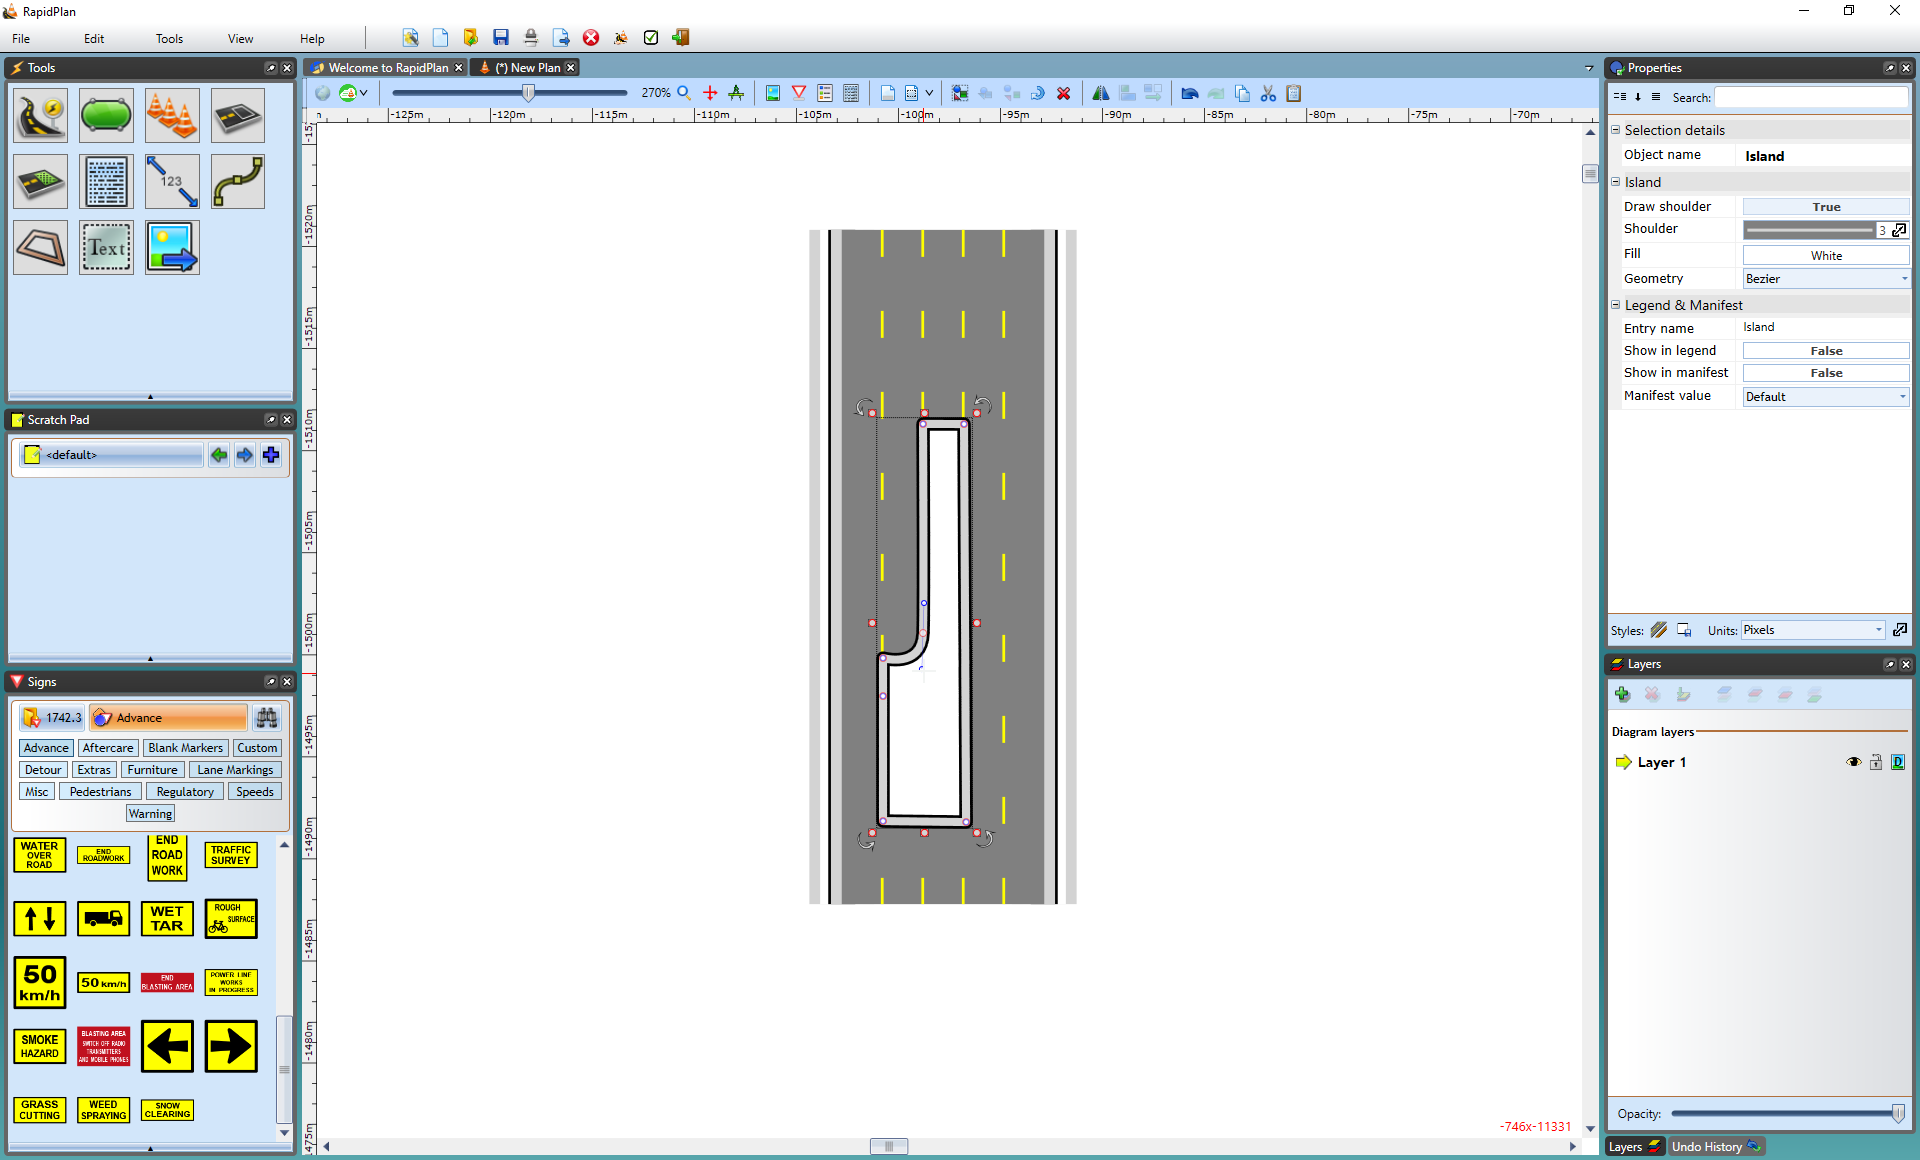 RapidPlan
File Edit Tools View Help
Tools
Welcome to RapidPlan (*) New Plan
Properties
270%
Search:
-125m -120m -115m -110m -105m -100m -95m -90m -85m -80m -75m -70m
123
Text
-1520m
-1515m
-1510m
-1505m
-1500m
-1495m
-1490m
-1485m
-1480m
Selection details
Object name Island
Island
Draw shoulder True
Shoulder 3
Fill White
Geometry Bezier
Legend & Manifest
Entry name Island
Show in legend False
Show in manifest False
Manifest value Default
Scratch Pad
<default>
Styles: Units: Pixels
Layers
Signs
1742.3 Advance
Advance Aftercare Blank Markers Custom
Detour Extras Furniture Lane Markings
Misc Pedestrians Regulatory Speeds
Warning
Diagram layers
Layer 1
WATER OVER ROAD
END ROADWORK
END ROAD WORK
TRAFFIC SURVEY
WET TAR
ROUGH SURFACE
50 km/h
50 km/h
END BLASTING AREA
POWER LINE WORKS IN PROGRESS
SMOKE HAZARD
BLASTING AREA SWITCH OFF RADIO TRANSMITTERS AND MOBILE PHONES
GRASS CUTTING
WEED SPRAYING
SNOW CLEARING
-746x-11331
Opacity:
Layers Undo History